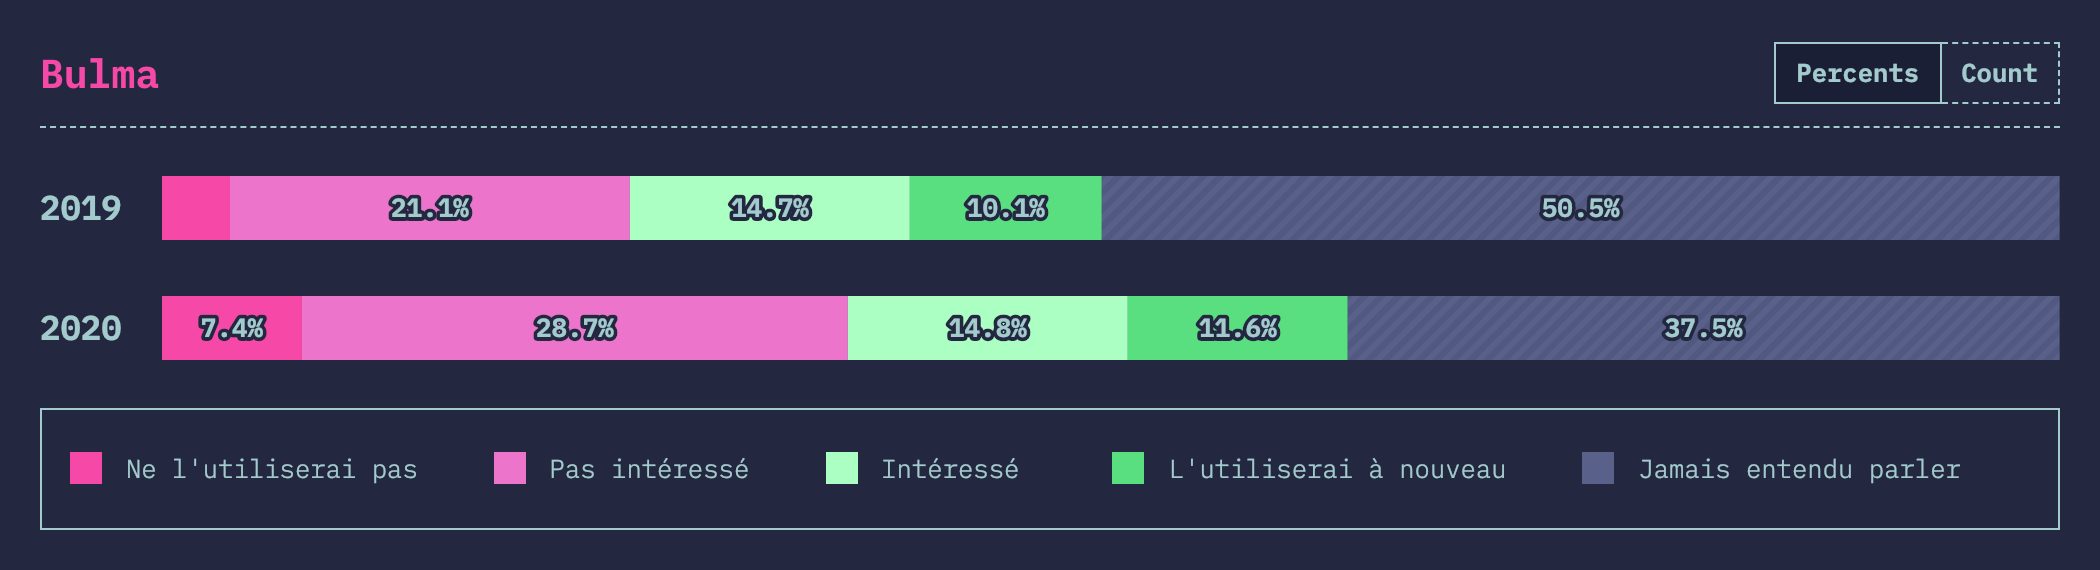 Bulma
Percents Count
2019 21.1% 14.7% 10.1% 50.5%
2020 7.4% 28.7% 14.8% 11.6% 37.5%
Ne l'utiliserai pas Pas intéressé Intéressé L'utiliserai à nouveau Jamais entendu parler